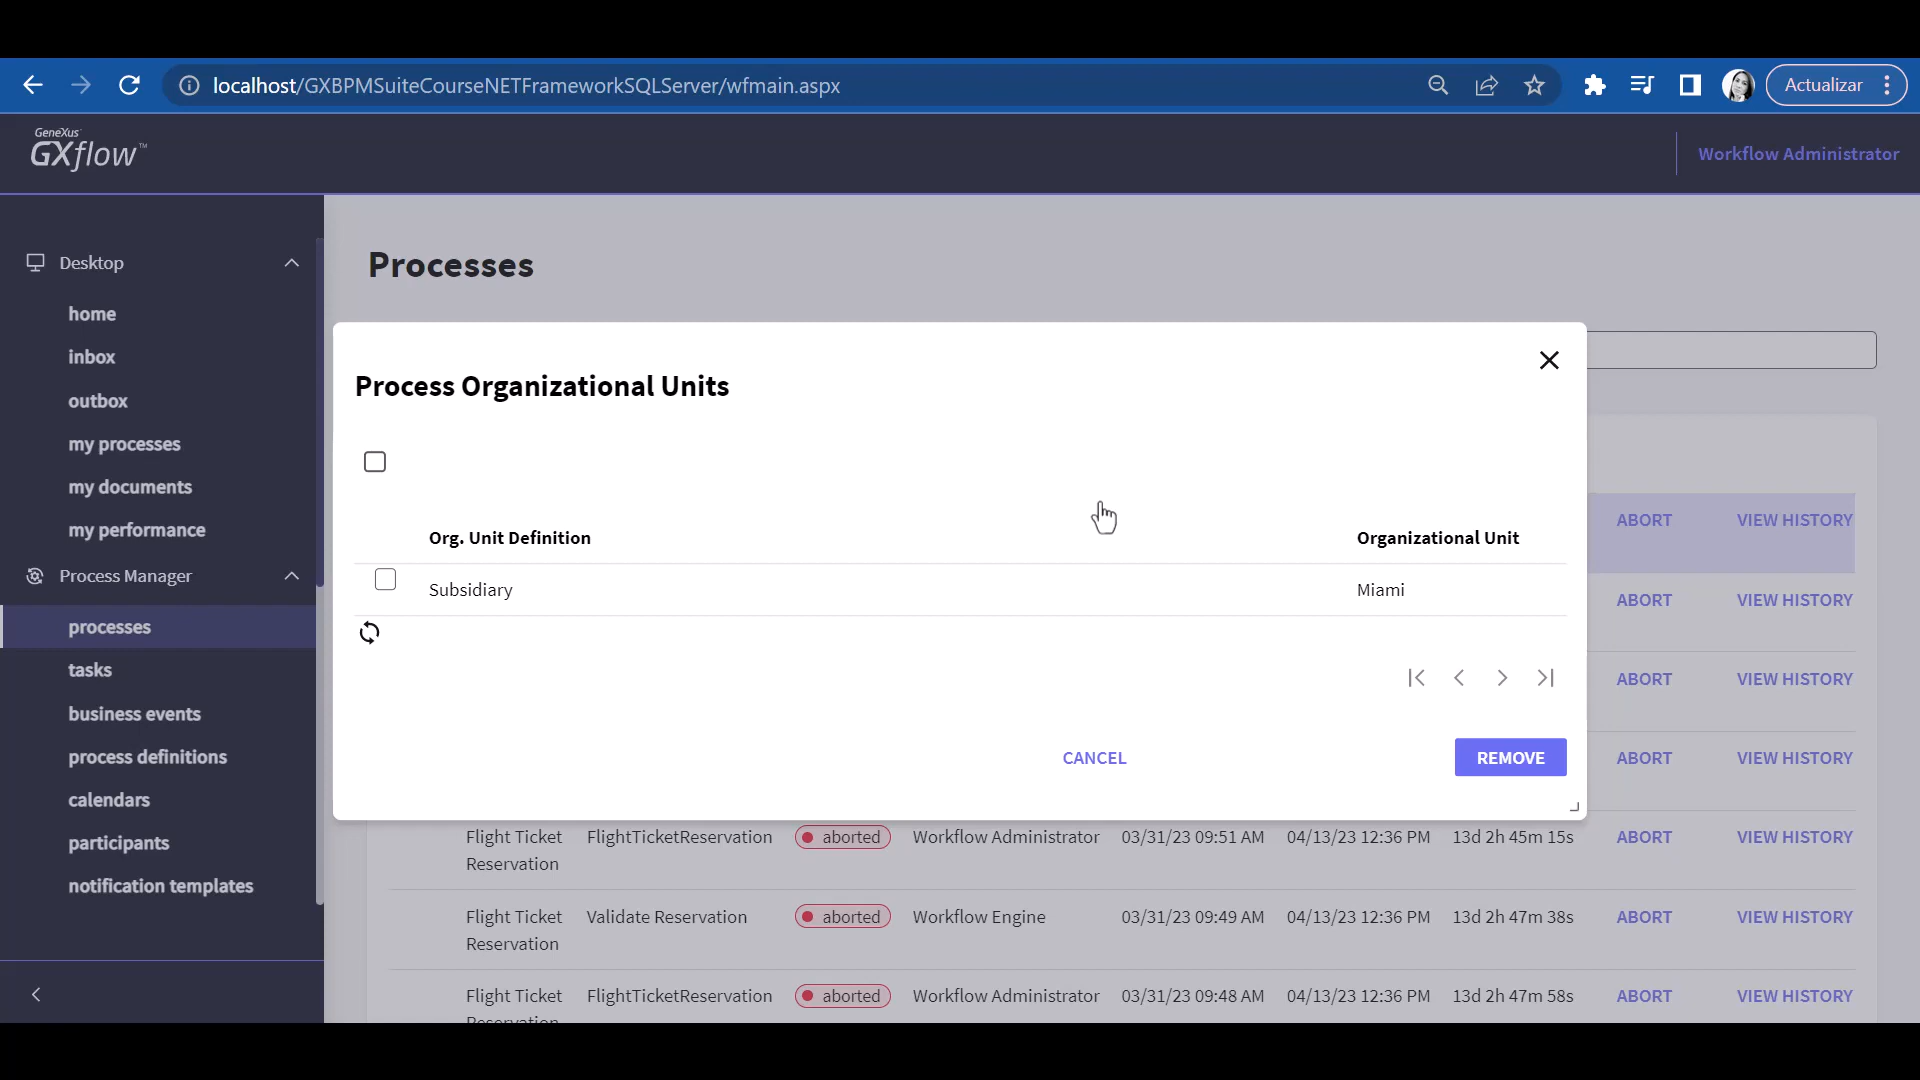 localhost/GXBPMSuiteCourseNETFrameworkSQLServer/wfmain.aspx
Actualizar
GeneXus™
GXflow™
Workflow Administrator
Desktop
home
inbox
outbox
my processes
my documents
my performance
Process Manager
processes
tasks
business events
process definitions
calendars
participants
notification templates
Processes
Process Organizational Units
Org. Unit Definition Organizational Unit
Subsidiary Miami
CANCEL REMOVE
ABORT VIEW HISTORY
ABORT VIEW HISTORY
ABORT VIEW HISTORY
ABORT VIEW HISTORY
Flight Ticket FlightTicketReservation aborted Workflow Administrator 03/31/23 09:51 AM 04/13/23 12:36 PM 13d 2h 45m 15s ABORT VIEW HISTORY
Reservation
Flight Ticket Validate Reservation aborted Workflow Engine 03/31/23 09:49 AM 04/13/23 12:36 PM 13d 2h 47m 38s ABORT VIEW HISTORY
Reservation
Flight Ticket FlightTicketReservation aborted Workflow Administrator 03/31/23 09:48 AM 04/13/23 12:36 PM 13d 2h 47m 58s ABORT VIEW HISTORY
Reservation